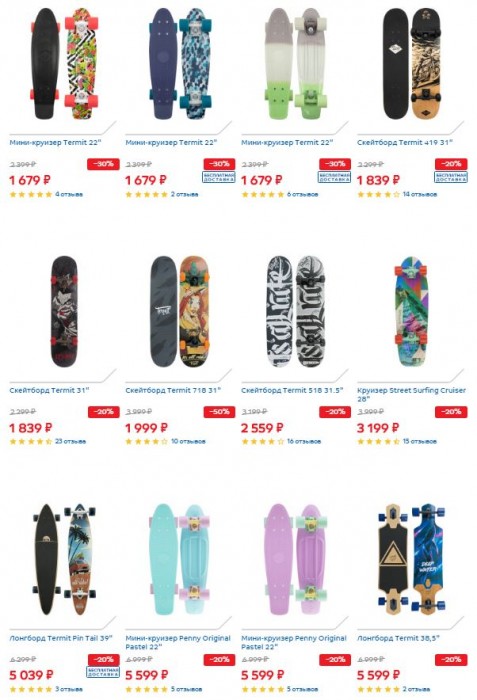 Мини-круизер Termit 22"
2 399 ₽
-30%
1 679 ₽
4 отзыва
Мини-круизер Termit 22"
2 399 ₽
-30%
1 679 ₽
БЕСПЛАТНАЯ
ДОСТАВКА
2 отзыва
Мини-круизер Termit 22"
2 399 ₽
-30%
1 679 ₽
БЕСПЛАТНАЯ
ДОСТАВКА
6 отзывов
Скейтборд Termit 419 31"
2 299 ₽
-20%
1 839 ₽
БЕСПЛАТНАЯ
ДОСТАВКА
14 отзывов
Скейтборд Termit 31"
2 299 ₽
-20%
1 839 ₽
23 отзыва
Скейтборд Termit 718 31"
3 999 ₽
-50%
1 999 ₽
10 отзывов
Скейтборд Termit 518 31.5"
3 199 ₽
-20%
2 559 ₽
16 отзывов
Круизер Street Surfing Cruiser
28"
3 999 ₽
-20%
3 199 ₽
15 отзывов
Лонгборд Termit Pin Tail 39"
6 299 ₽
-20%
5 039 ₽
БЕСПЛАТНАЯ
ДОСТАВКА
3 отзыва
Мини-круизер Penny Original
Pastel 22"
6 999 ₽
-20%
5 599 ₽
5 отзывов
Мини-круизер Penny Original
Pastel 22"
6 999 ₽
-20%
5 599 ₽
5 отзывов
DEEP
WATER
Лонгборд Termit 38,5"
6 999 ₽
-20%
5 599 ₽
2 отзыва